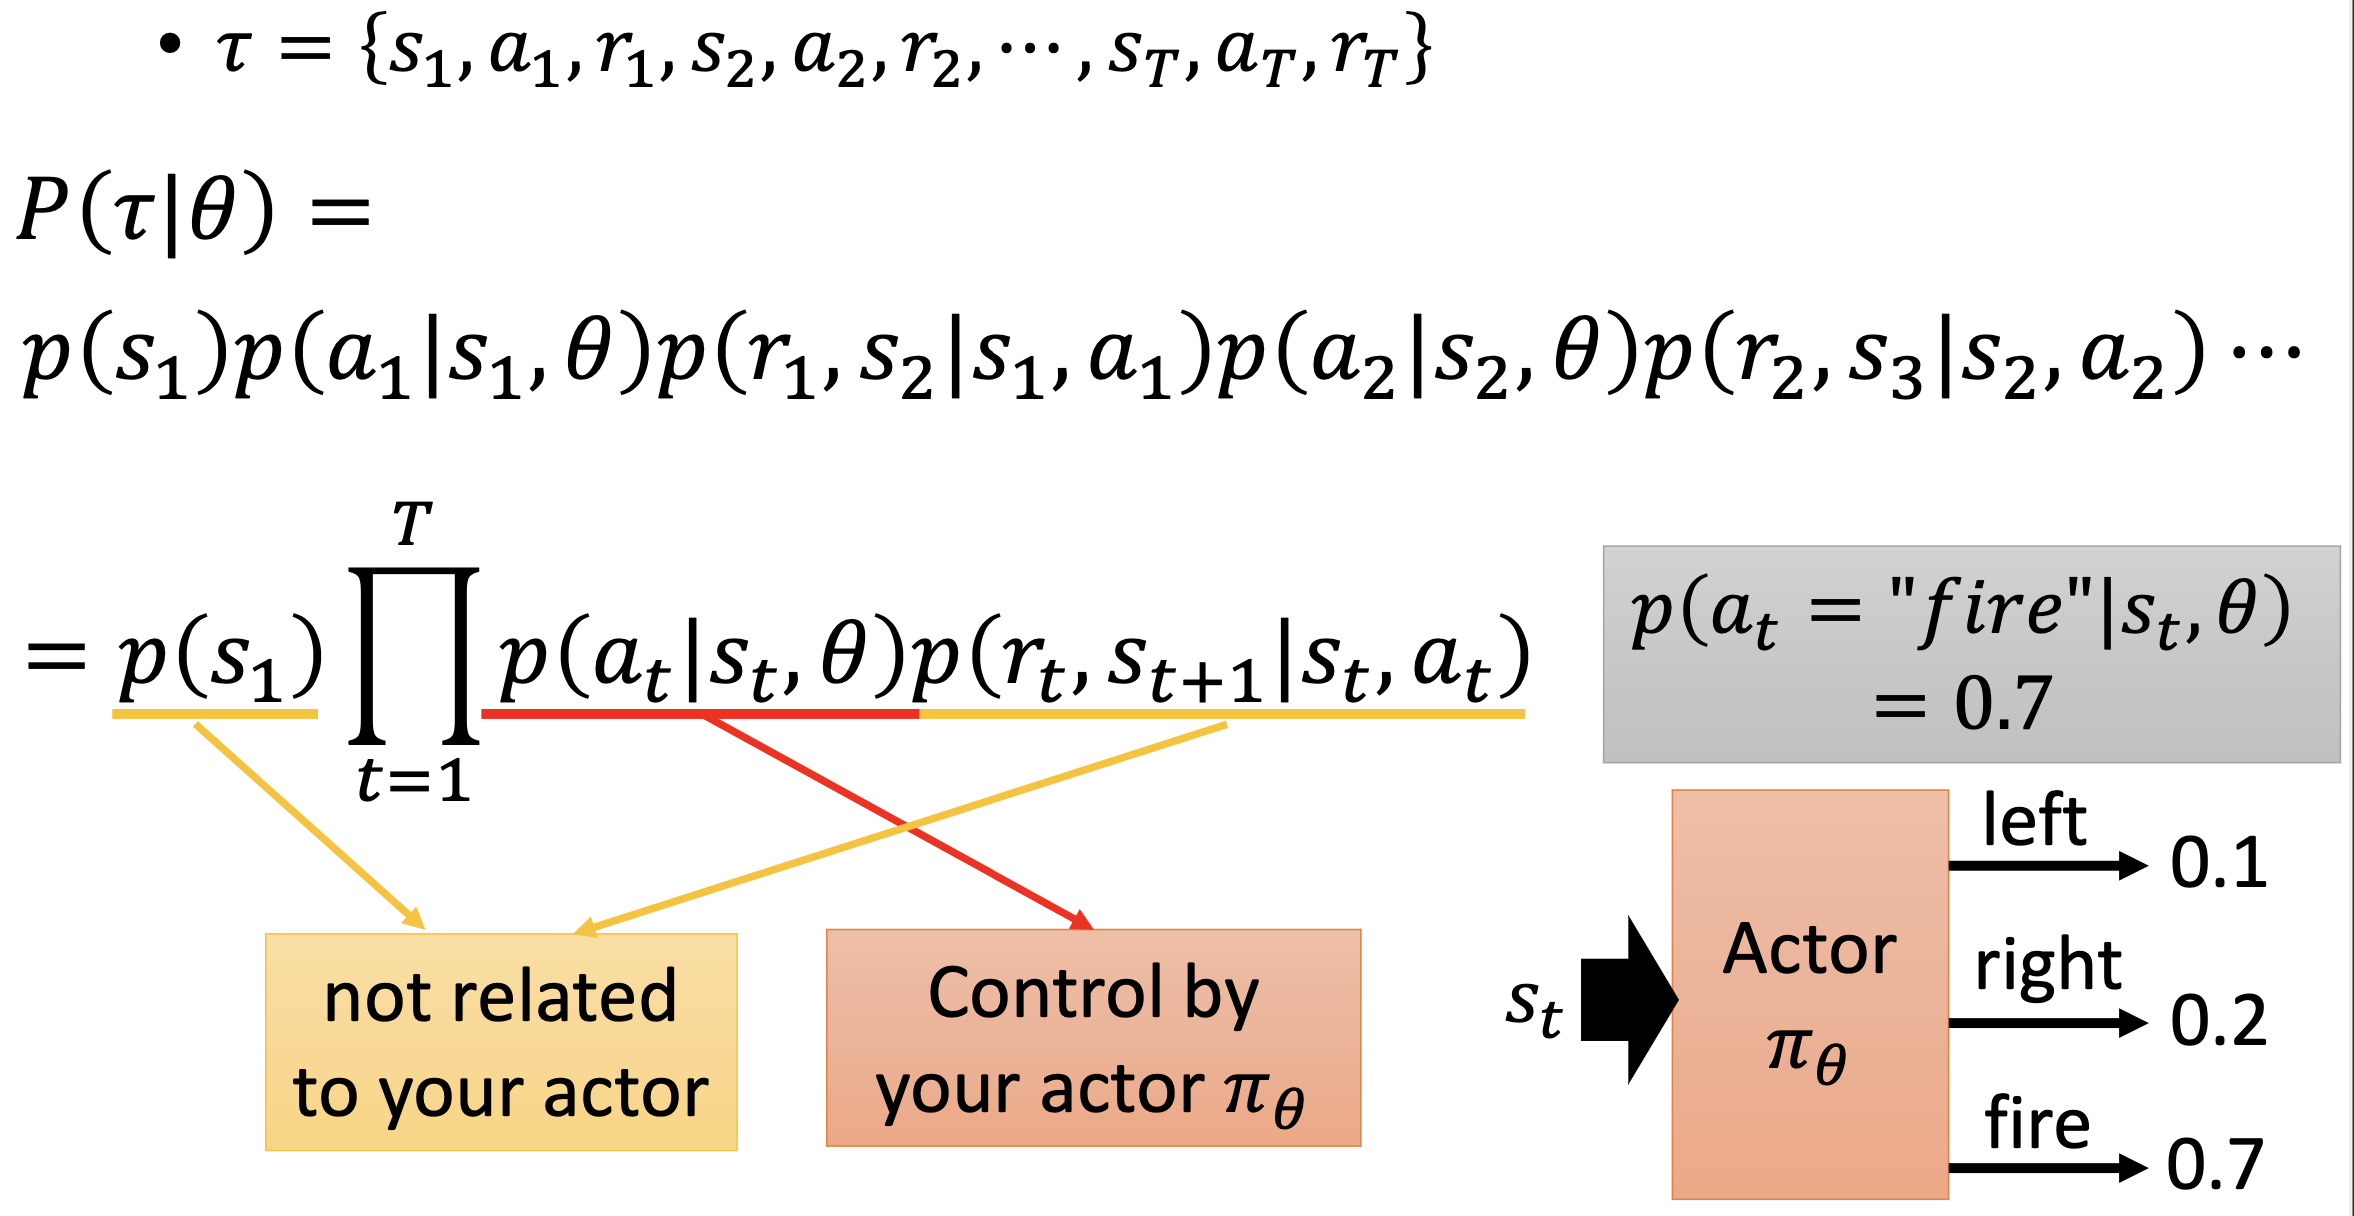 • τ = {s₁, a₁, r₁, s₂, a₂, r₂, ⋯ , s_T, a_T, r_T}
P(τ|θ) =
p(s₁)p(a₁|s₁, θ)p(r₁, s₂|s₁, a₁)p(a₂|s₂, θ)p(r₂, s₃|s₂, a₂) ⋯
= p(s₁) ∏_{t=1}^{T} p(a_t|s_t, θ)p(r_t, s_{t+1}|s_t, a_t)
p(a_t = "fire"|s_t, θ)
= 0.7
not related
to your actor
Control by
your actor π_θ
s_t
Actor
π_θ
left
0.1
right
0.2
fire
0.7